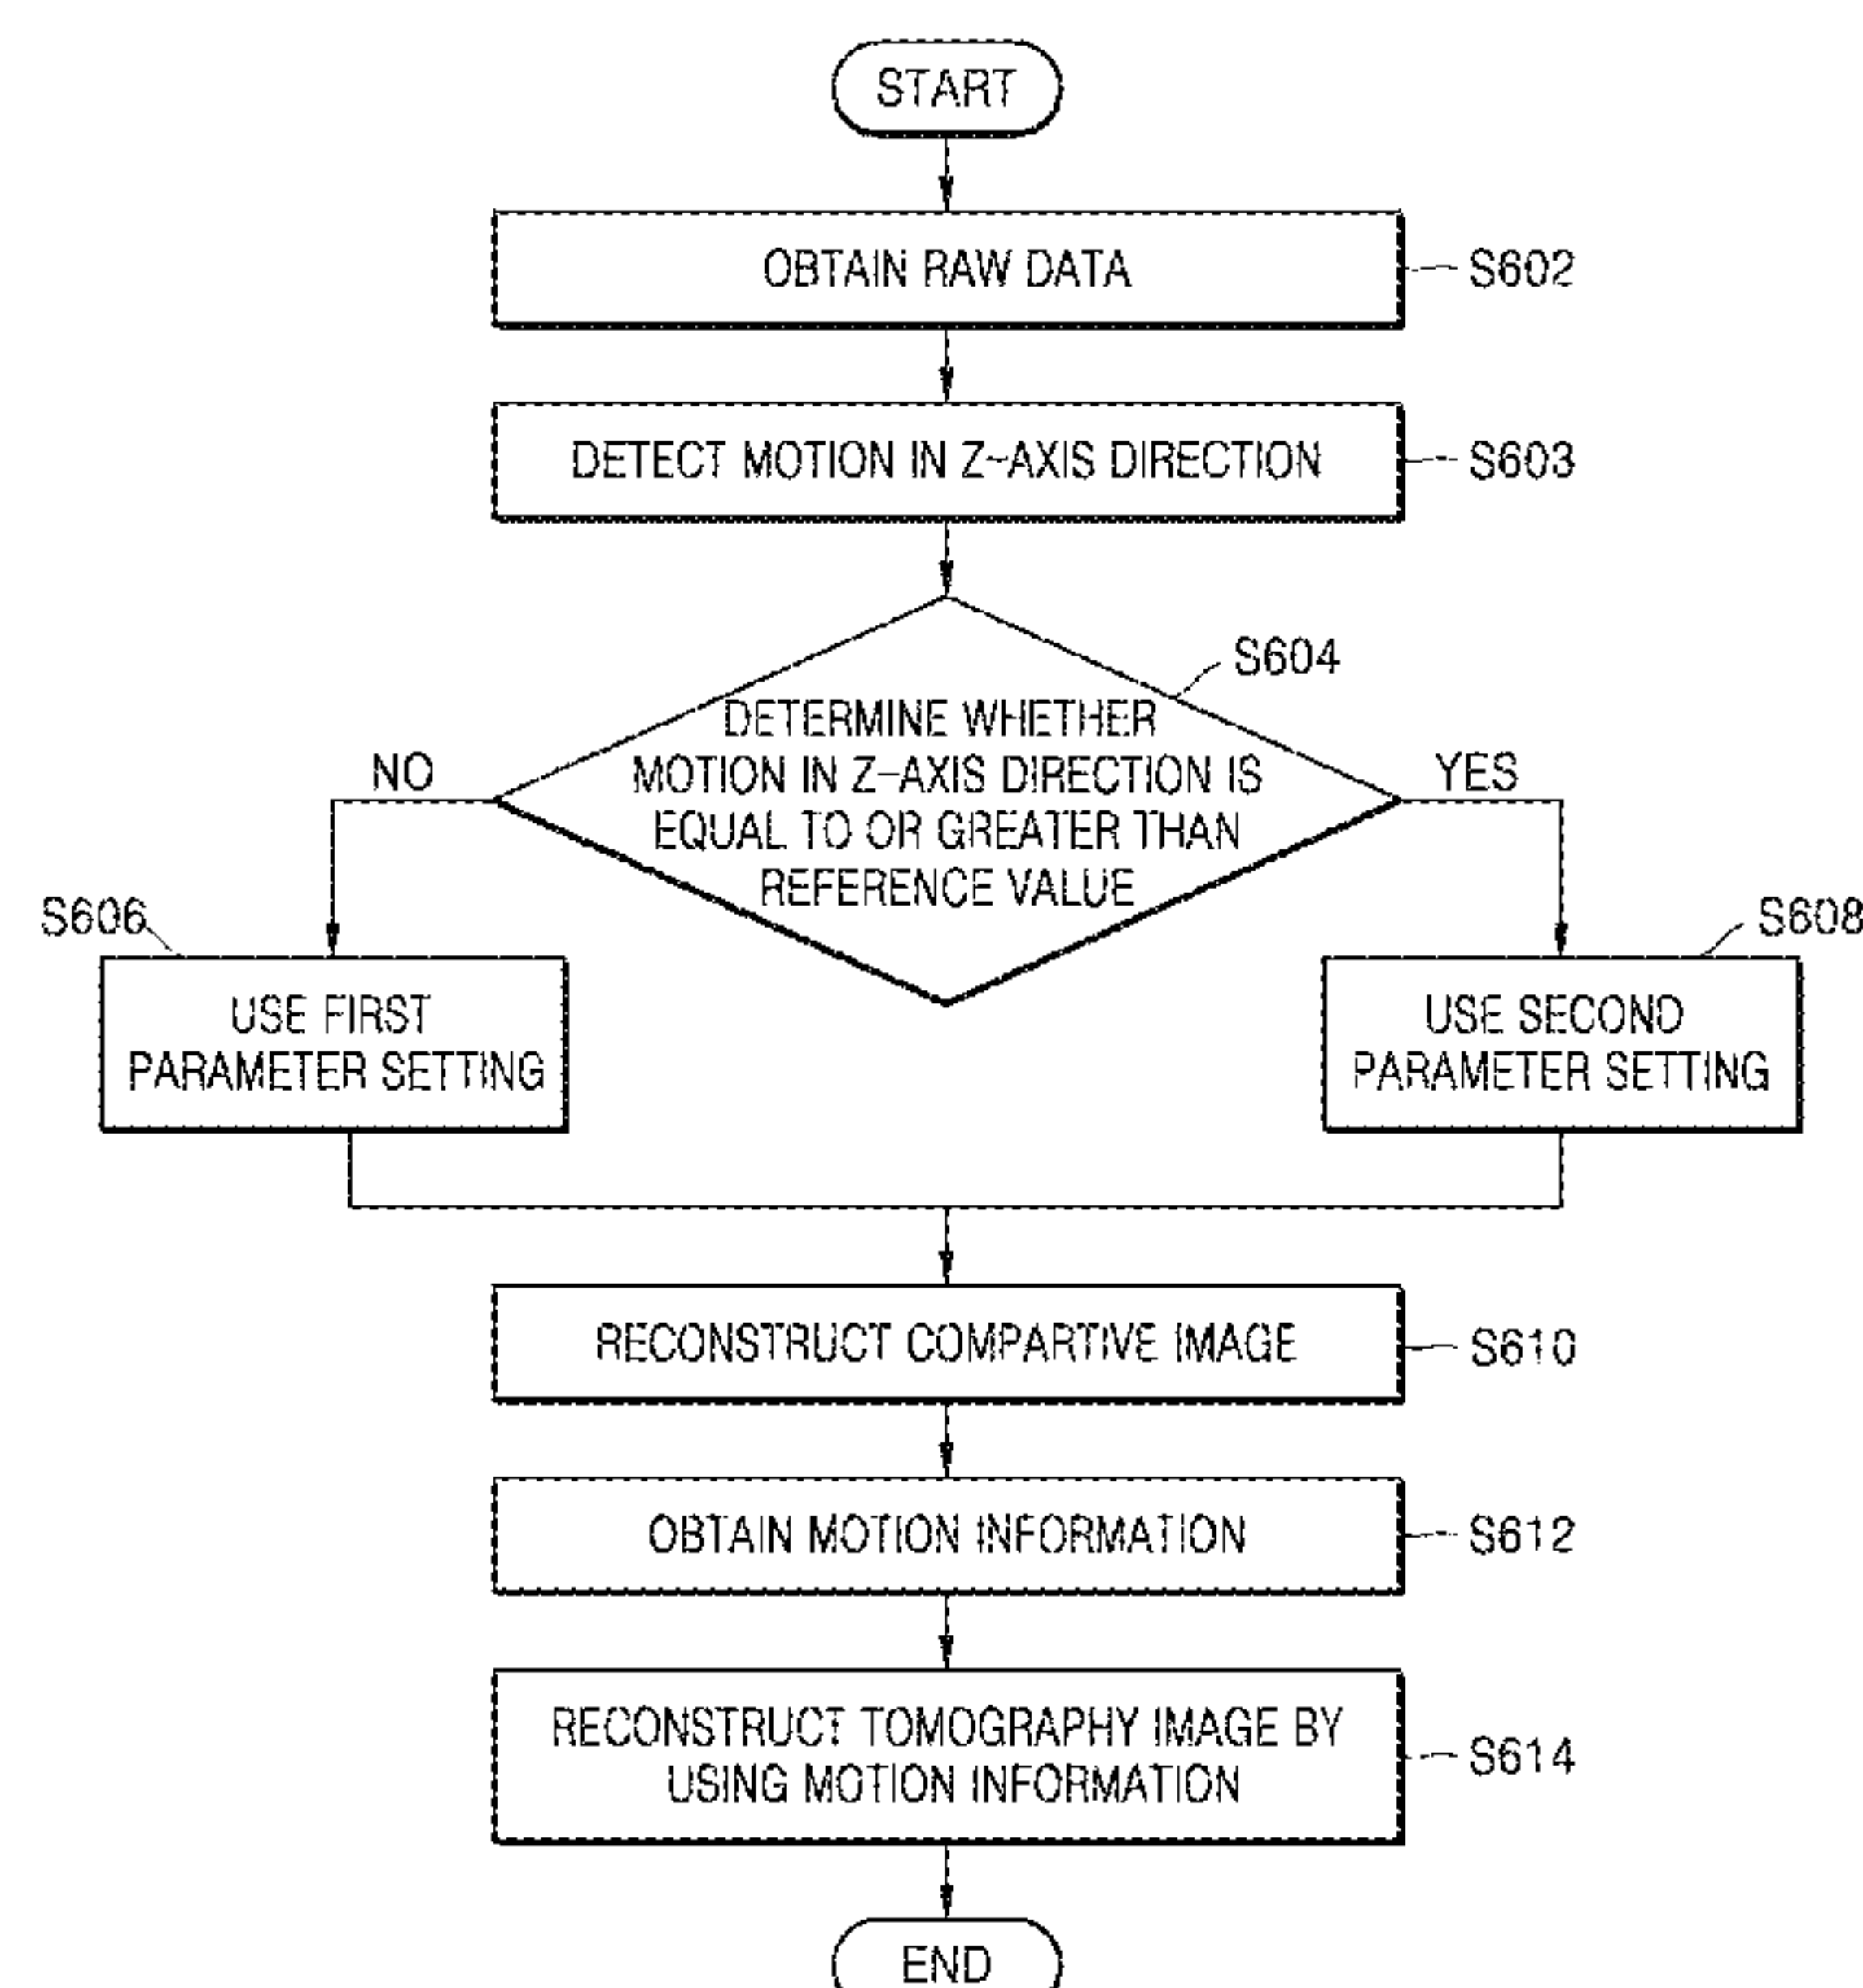 START
OBTAIN RAW DATA
S602
DETECT MOTION IN Z-AXIS DIRECTION
S603
S604
DETERMINE WHETHER
MOTION IN Z-AXIS DIRECTION IS
EQUAL TO OR GREATER THAN
REFERENCE VALUE
NO
YES
S606
USE FIRST
PARAMETER SETTING
S608
USE SECOND
PARAMETER SETTING
RECONSTRUCT COMPARTIVE IMAGE
S610
OBTAIN MOTION INFORMATION
S612
RECONSTRUCT TOMOGRAPHY IMAGE BY
USING MOTION INFORMATION
S614
END